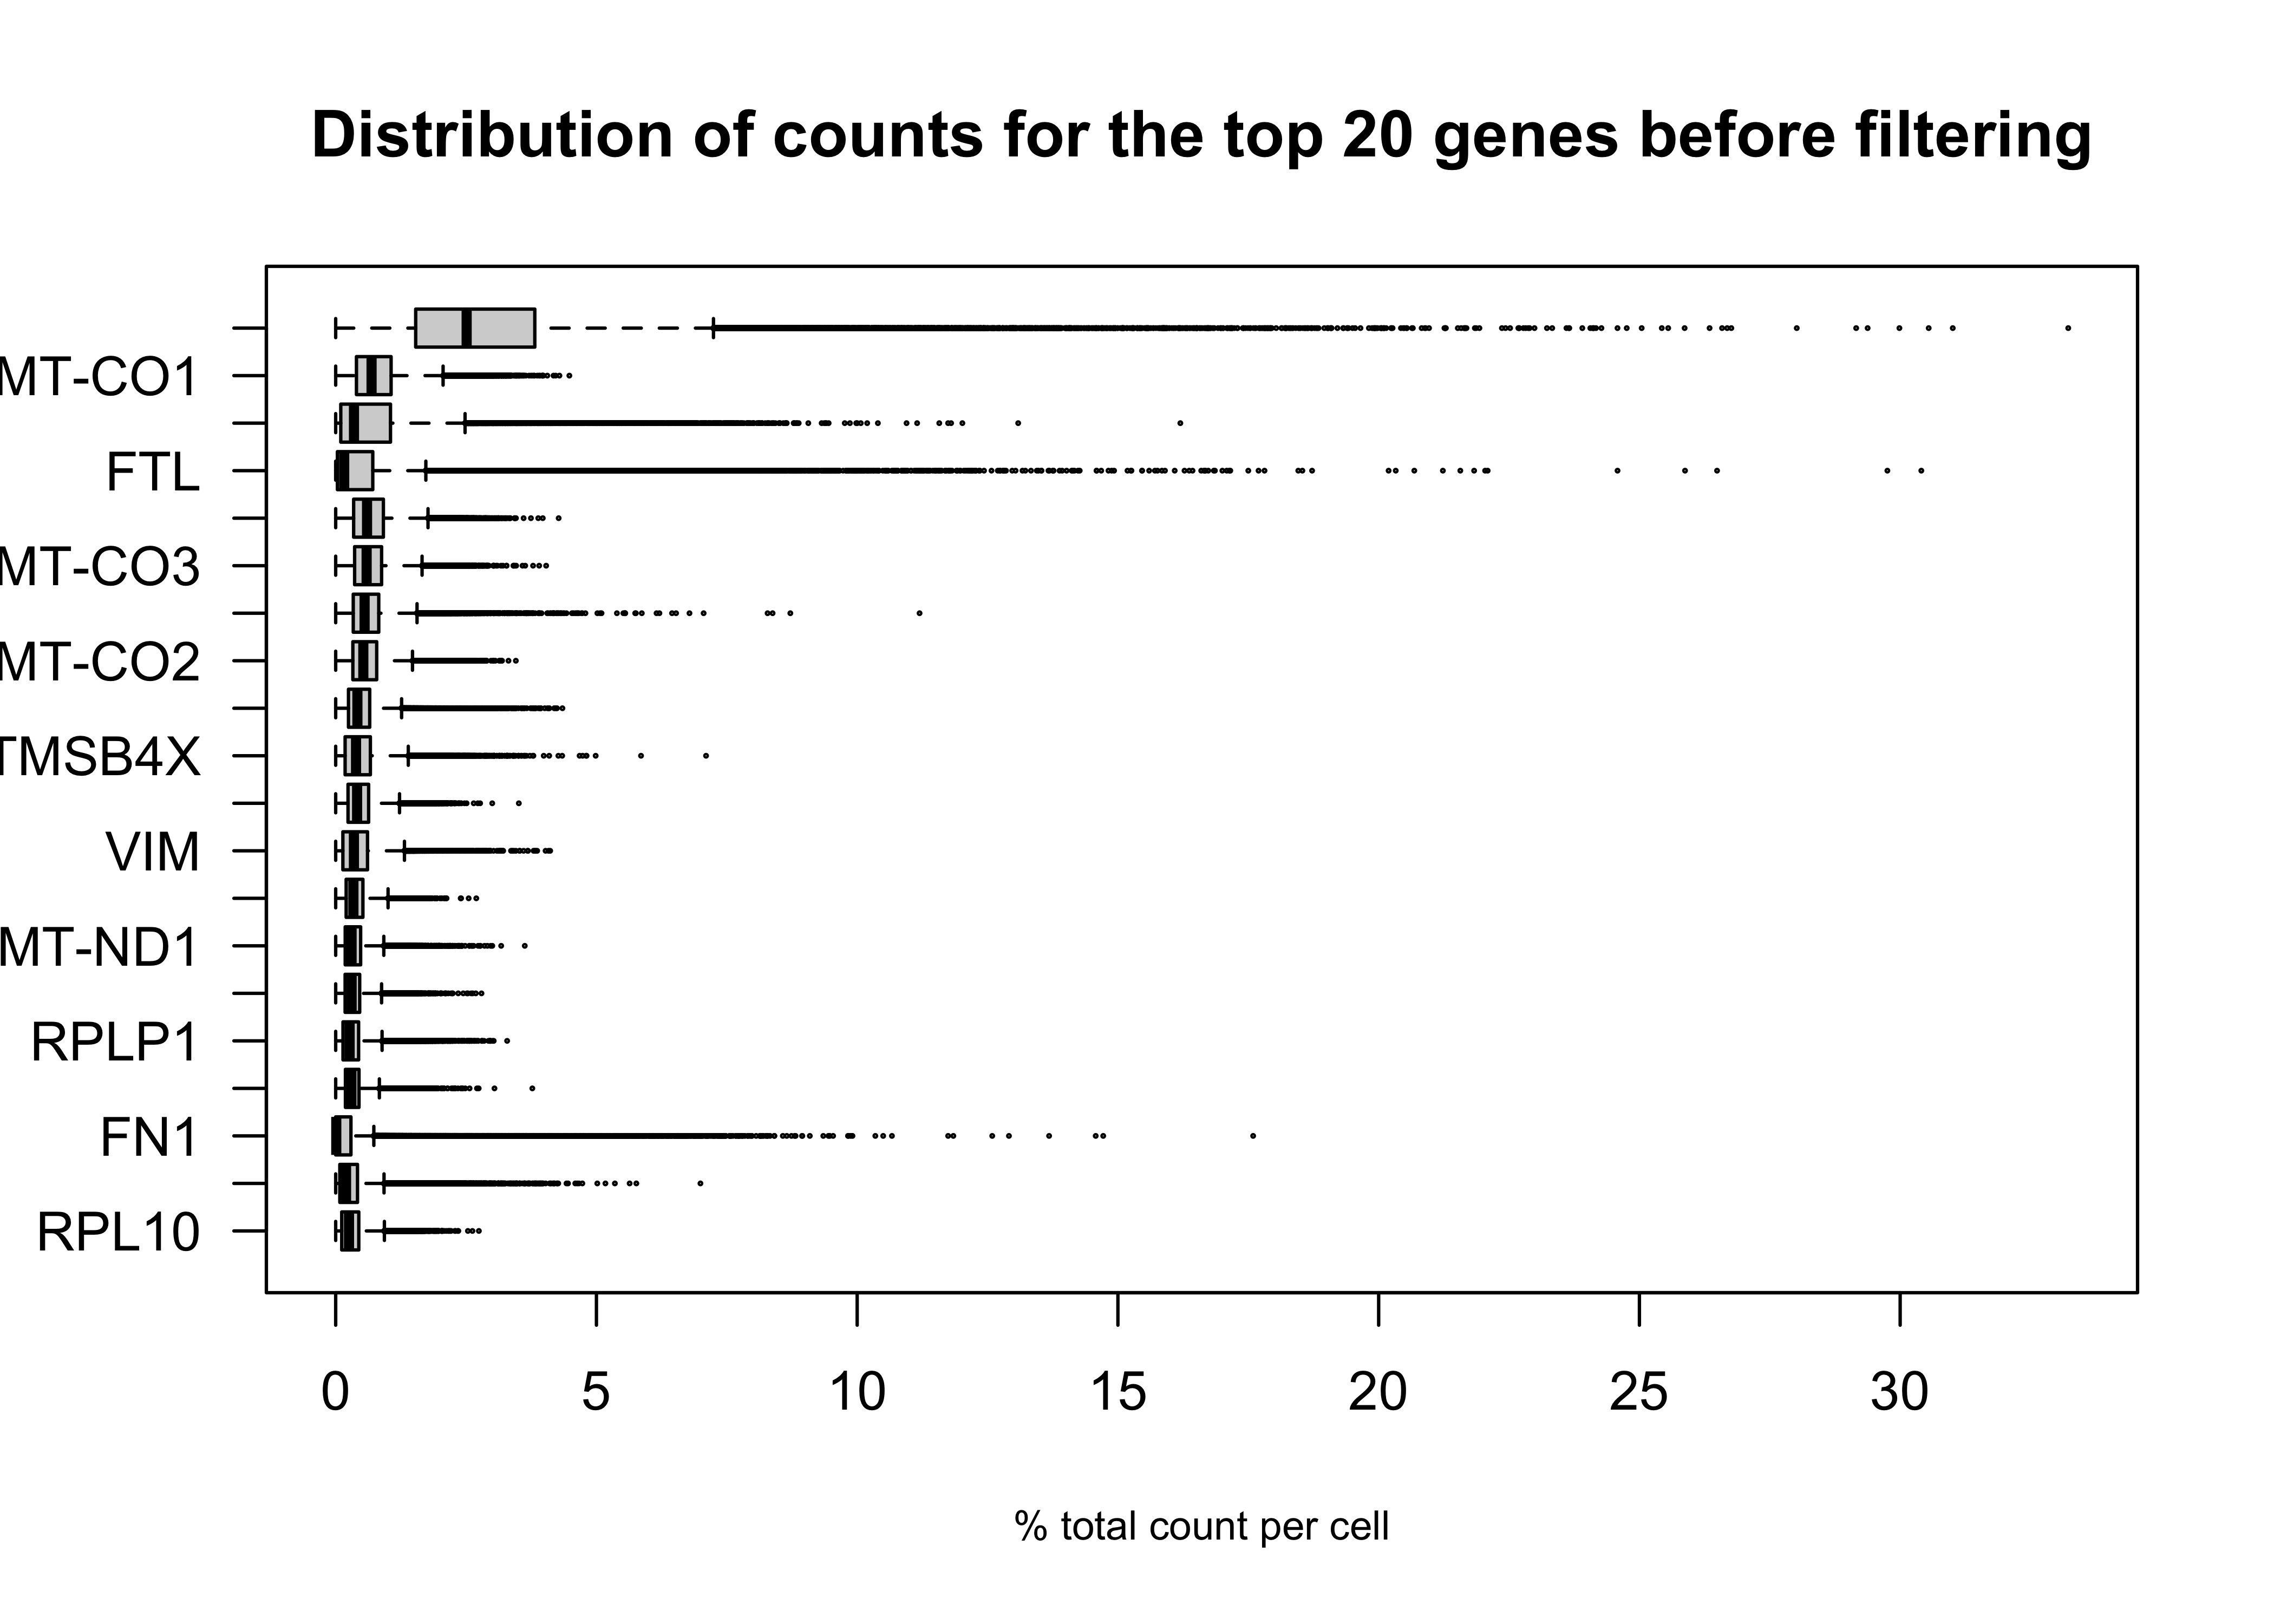 Distribution of counts for the top 20 genes before filtering
MT-CO1
FTL
MT-CO3
MT-CO2
TMSB4X
VIM
MT-ND1
RPLP1
FN1
RPL10
0 5 10 15 20 25 30
% total count per cell